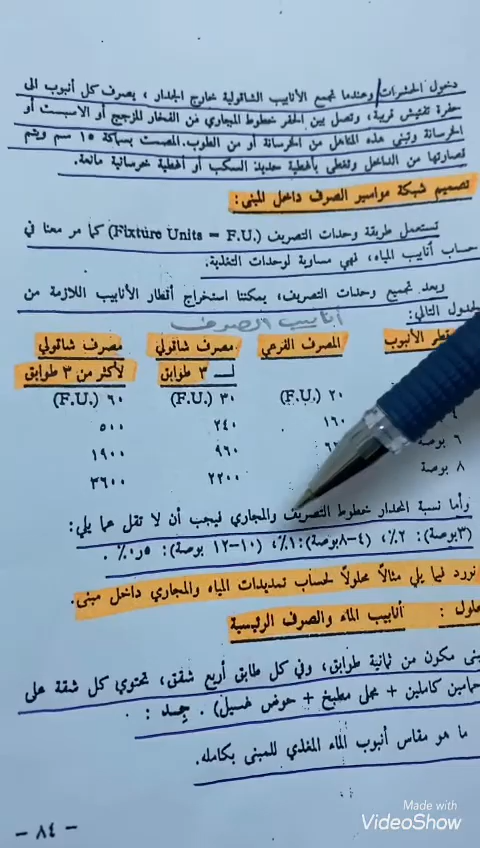 دخول الحشرات/ وعندما تجمع الأنابيب الشاقولية خارج الجدار ، يصرف كل أنبوب الى
حفرة تفتيش قريبة، وتصل بين الحفر خطوط المجاري من الفخار المزجج أو الاسبست أو
الخرسانة وتبنى هذه المناهل من الخرسانة أو من الطوب. المصمت بسماكة ١٥ سم ويتم
قصارتها من الداخل وتغطى بأغطية حديد السكب أو أغطية خرسانية مانعة.
تصميم شبكة مواسير الصرف داخل المبنى :
تستعمل طريقة وحدات التصريف (Fixture Units = F.U.) كما مر معنا في
حساب أنابيب المياه، فهي مساوية لوحدات التغذية.
وبعد تجميع وحدات التصريف، يمكننا استخراج أقطار الأنابيب اللازمة من
الجدول التالي:
أنابيب الصرف
قطر الأنبوب المصرف الفرعي مصرف شاقولي مصرف شاقولي
لـ ٣ طوابق لأكثر من ٣ طوابق
٢٠ (F.U.) ٣٠ (F.U.) ٦٠ (F.U.)
٤ ١٦٠ ٢٤٠ ٥٠٠
٦ بوصة ٩٦٠ ١٩٠٠
٨ بوصة ٢٢٠٠ ٣٦٠٠
وأما نسبة انحدار خطوط التصريف والمجاري فيجب أن لا تقل عما يلي:
(٣بوصة): ٢٪، (٤–٨بوصة):١٪، (١٠–١٢ بوصة): ٥ر٠٪ .
نورد فيما يلي مثالاً محلولاً لحساب تمديدات المياه والمجاري داخل مبنى.
حلول : أنابيب الماء والصرف الرئيسية
مبنى مكون من ثمانية طوابق، وفي كل طابق أربع شقق، تحتوي كل شقة على
حمامين كاملين + مجلى مطبخ + حوض غسيل) . جد :
ما هو مقاس أنبوب الماء المغذي للمبنى بكامله.
– ٨٤ –
Made with
VideoShow